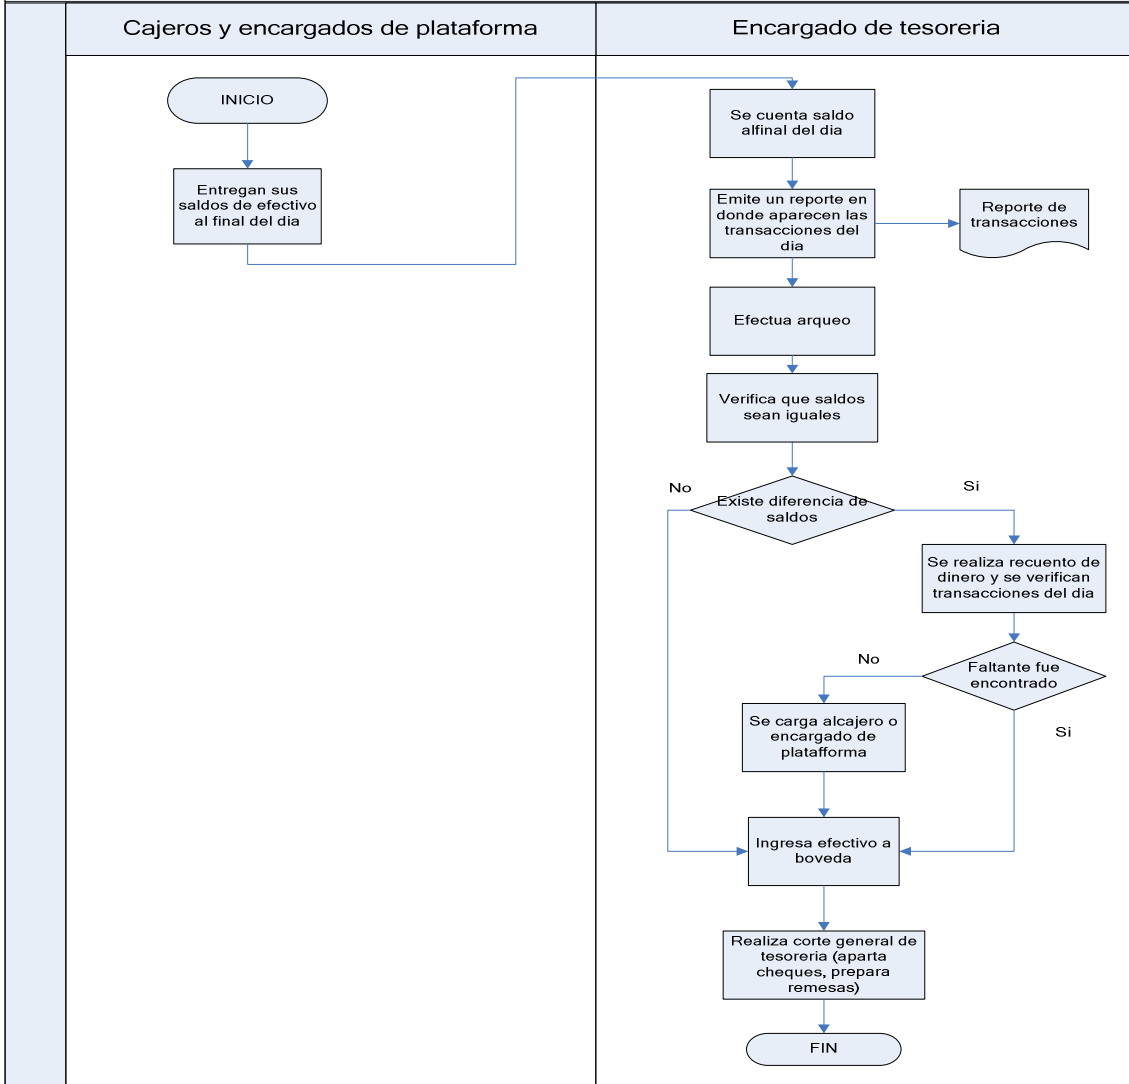 Cajeros y encargados de plataforma
Encargado de tesoreria
INICIO
Entregan sus
saldos de efectivo
al final del dia
Se cuenta saldo
alfinal del dia
Emite un reporte en
donde aparecen las
transacciones del
dia
Reporte de
transacciones
Efectua arqueo
Verifica que saldos
sean iguales
Existe diferencia de
saldos
No
Si
Se realiza recuento de
dinero y se verifican
transacciones del dia
Faltante fue
encontrado
No
Si
Se carga alcajero o
encargado de
platafforma
Ingresa efectivo a
boveda
Realiza corte general de
tesoreria (aparta
cheques, prepara
remesas)
FIN